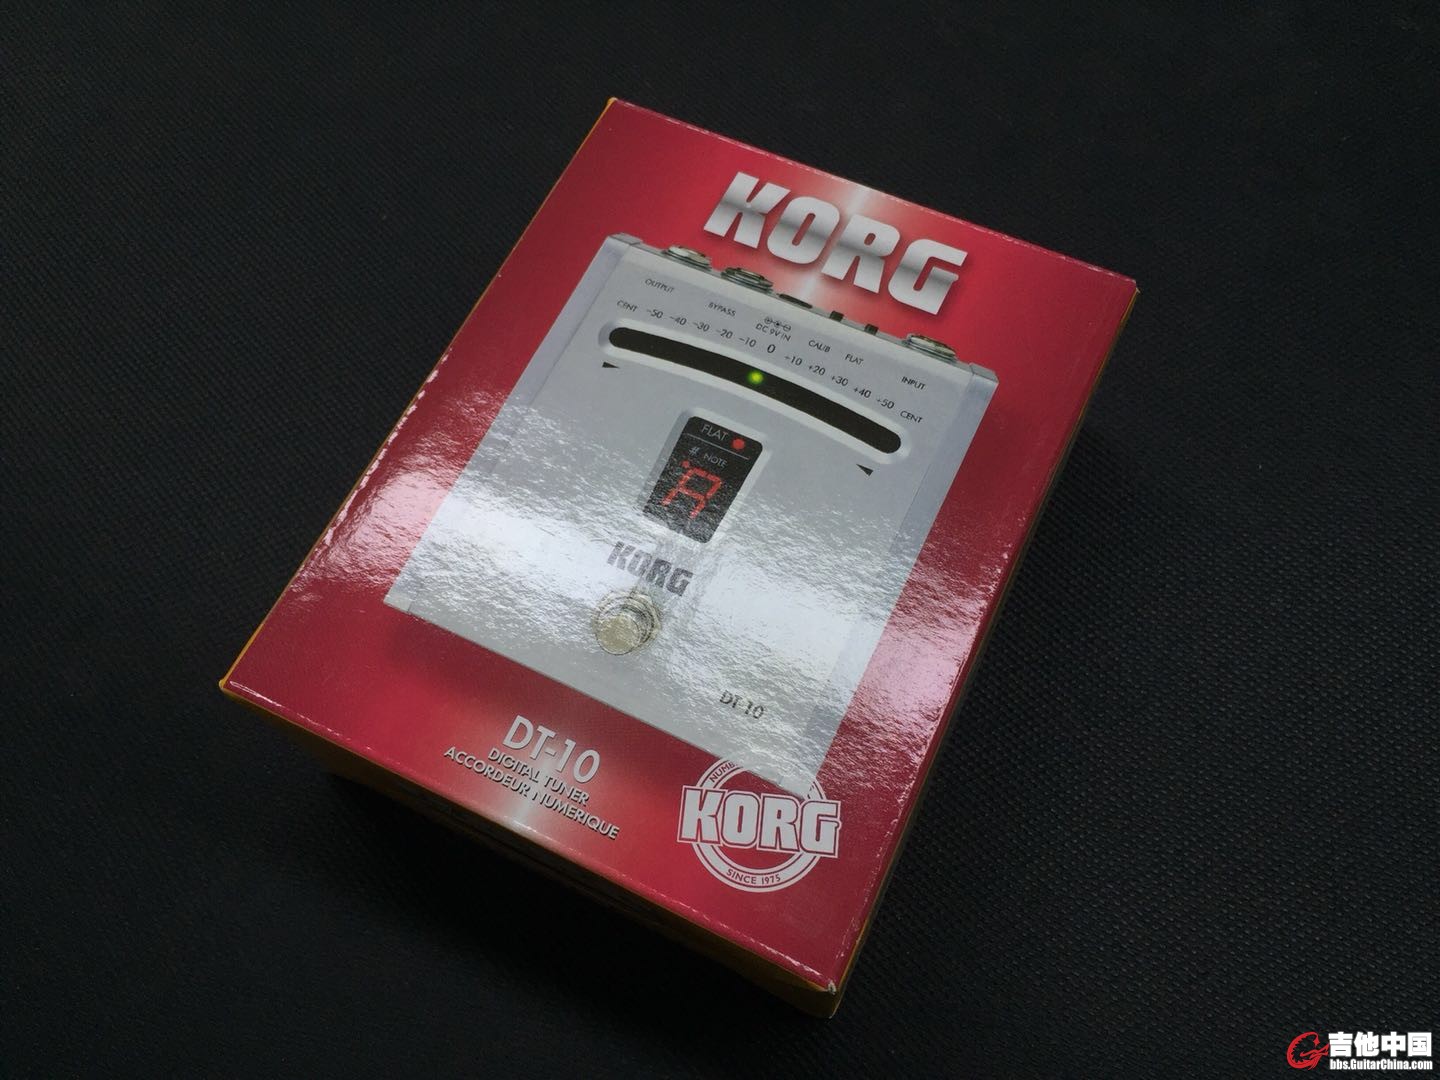 KORG
OUTPUT BYPASS DC 9V IN CALIB FLAT INPUT
CENT -50 -40 -30 -20 -10 0 +10 +20 +30 +40 +50 CENT
FLAT
# NOTE
A
KORG
DT-10
DT-10
DIGITAL TUNER
ACCORDEUR NUMERIQUE
KORG
SINCE 1975
吉他中国
bbs.GuitarChina.com